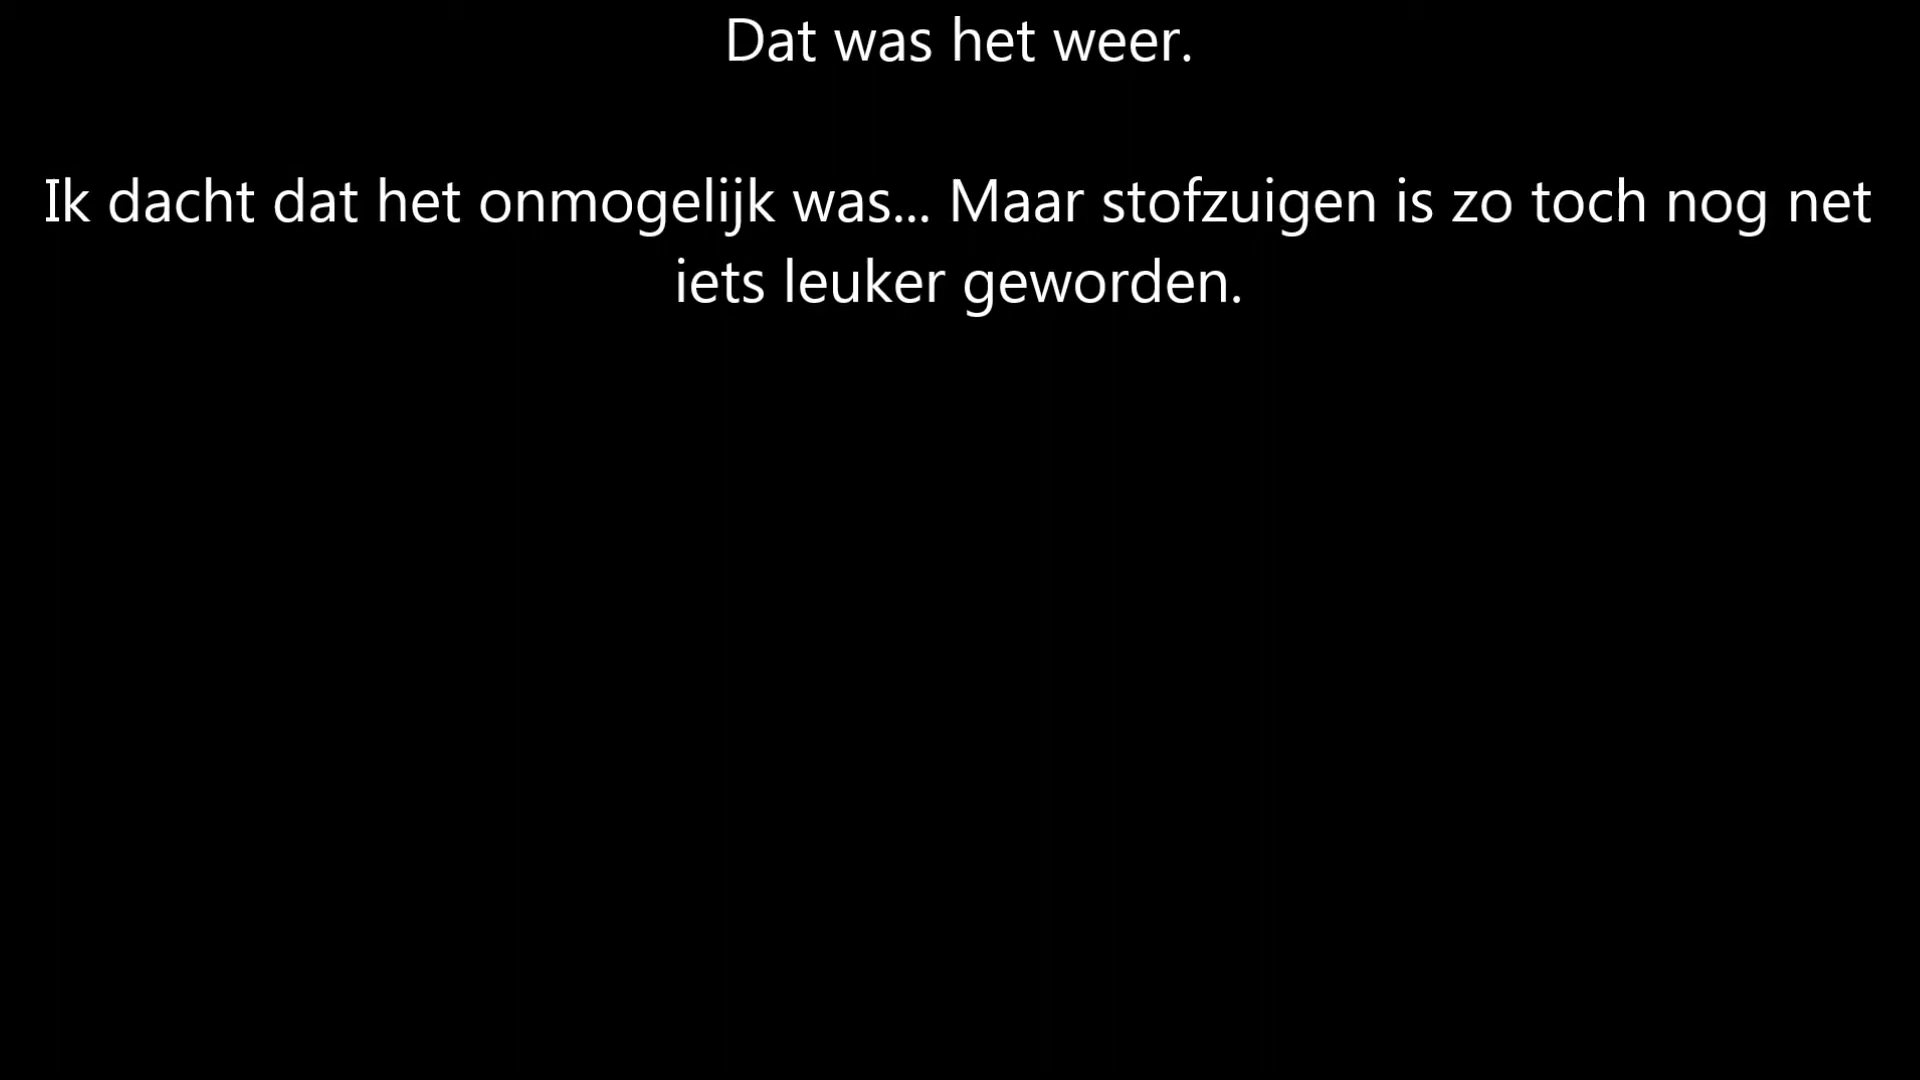 Dat was het weer.
Ik dacht dat het onmogelijk was... Maar stofzuigen is zo toch nog net
iets leuker geworden.